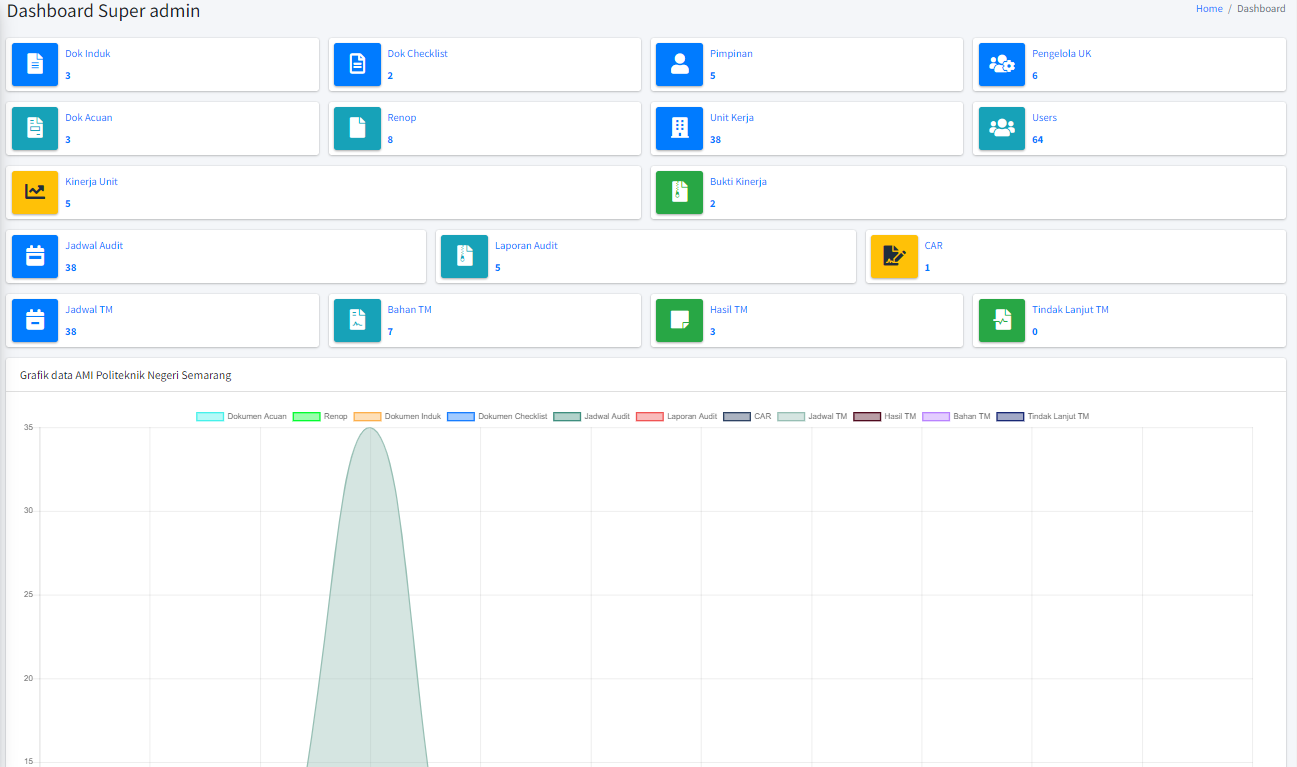 Dashboard Super admin
Home / Dashboard
Dok Induk
3
Dok Checklist
2
Pimpinan
5
Pengelola UK
6
Dok Acuan
3
Renop
8
Unit Kerja
38
Users
64
Kinerja Unit
5
Bukti Kinerja
2
Jadwal Audit
38
Laporan Audit
5
CAR
1
Jadwal TM
38
Bahan TM
7
Hasil TM
3
Tindak Lanjut TM
0
Grafik data AMI Politeknik Negeri Semarang
Dokumen Acuan Renop Dokumen Induk Dokumen Checklist Jadwal Audit Laporan Audit CAR Jadwal TM Hasil TM Bahan TM Tindak Lanjut TM
35
30
25
20
15